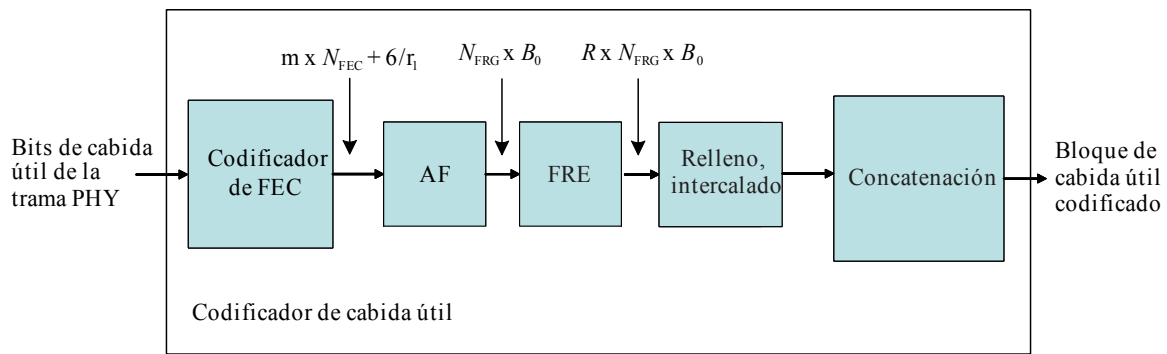 m x N_FEC + 6/r_1
N_FRG x B_0
R x N_FRG x B_0
Bits de cabida
útil de la
trama PHY
Codificador
de FEC
AF
FRE
Relleno,
intercalado
Concatenación
Bloque de
cabida útil
codificado
Codificador de cabida útil